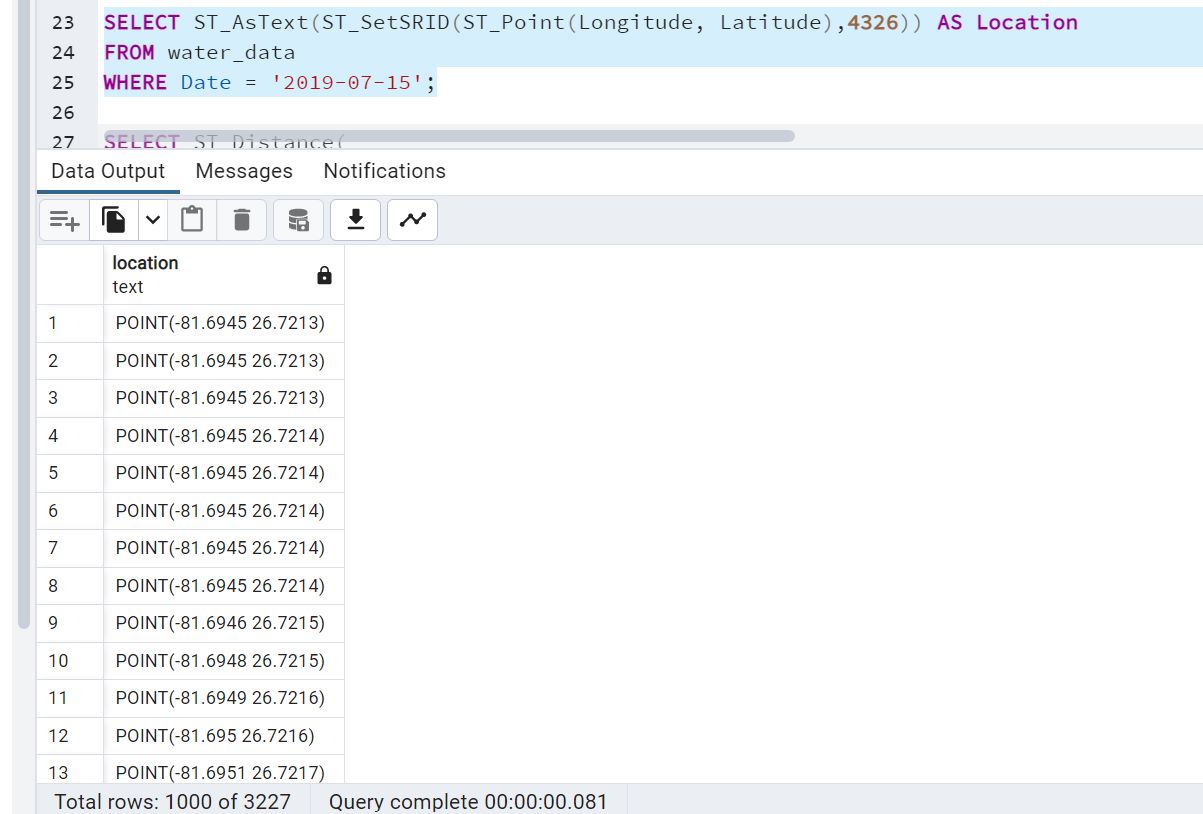 23 SELECT ST_AsText(ST_SetSRID(ST_Point(Longitude, Latitude),4326)) AS Location
24 FROM water_data
25 WHERE Date = '2019-07-15';
26
27 SELECT ST_Distance(
Data Output Messages Notifications
location
text
1 POINT(-81.6945 26.7213)
2 POINT(-81.6945 26.7213)
3 POINT(-81.6945 26.7213)
4 POINT(-81.6945 26.7214)
5 POINT(-81.6945 26.7214)
6 POINT(-81.6945 26.7214)
7 POINT(-81.6945 26.7214)
8 POINT(-81.6945 26.7214)
9 POINT(-81.6946 26.7215)
10 POINT(-81.6948 26.7215)
11 POINT(-81.6949 26.7216)
12 POINT(-81.695 26.7216)
13 POINT(-81.6951 26.7217)
Total rows: 1000 of 3227 Query complete 00:00:00.081